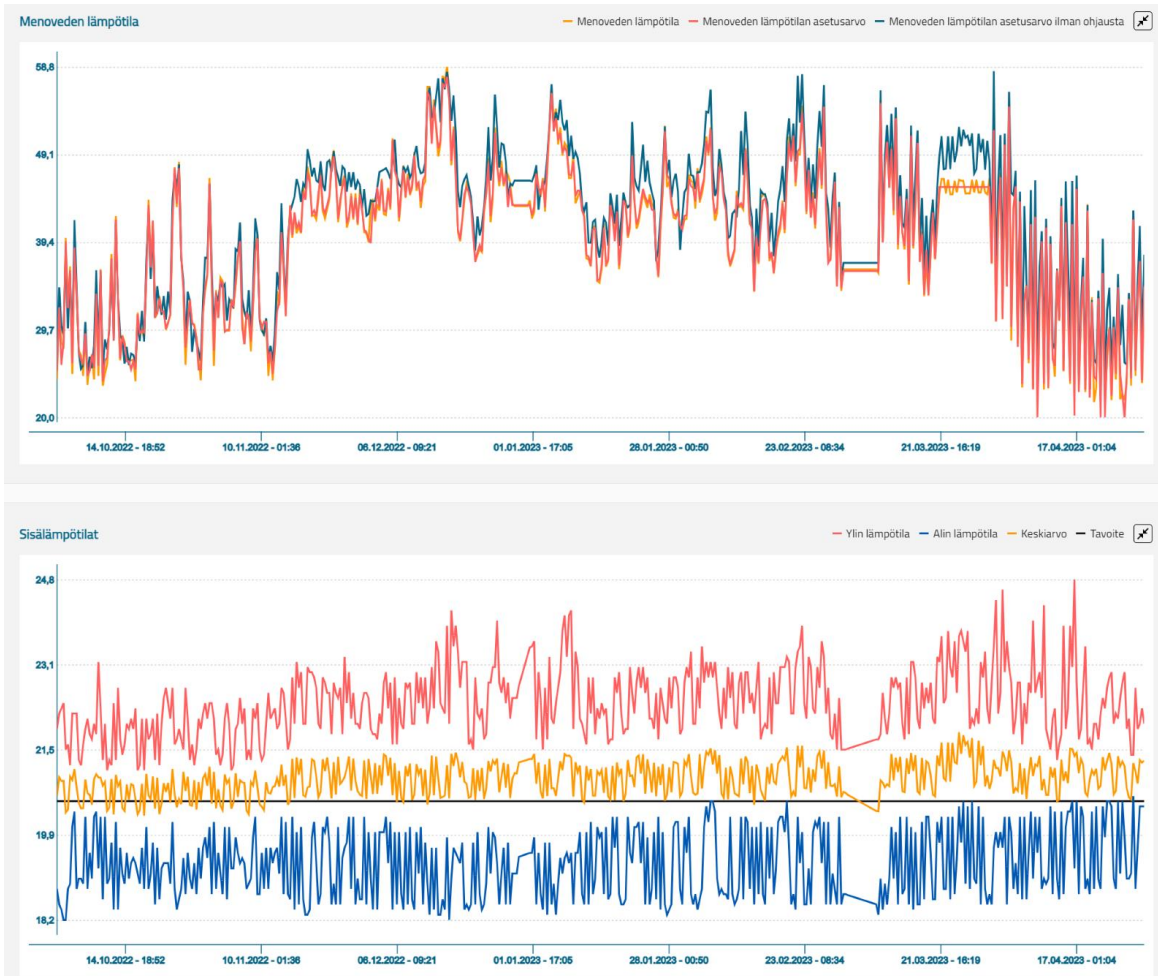 Menoveden lämpötila
Menoveden lämpötila Menoveden lämpötilan asetusarvo Menoveden lämpötilan asetusarvo ilman ohjausta
58,8
49,1
39,4
29,7
20,0
14.10.2022 - 18:52 10.11.2022 - 01:36 06.12.2022 - 09:21 01.01.2023 - 17:05 28.01.2023 - 00:50 23.02.2023 - 08:34 21.03.2023 - 16:19 17.04.2023 - 01:04
Sisälämpötilat
Ylin lämpötila Alin lämpötila Keskiarvo Tavoite
24,8
23,1
21,5
19,9
18,2
14.10.2022 - 18:52 10.11.2022 - 01:36 06.12.2022 - 09:21 01.01.2023 - 17:05 28.01.2023 - 00:50 23.02.2023 - 08:34 21.03.2023 - 16:19 17.04.2023 - 01:04